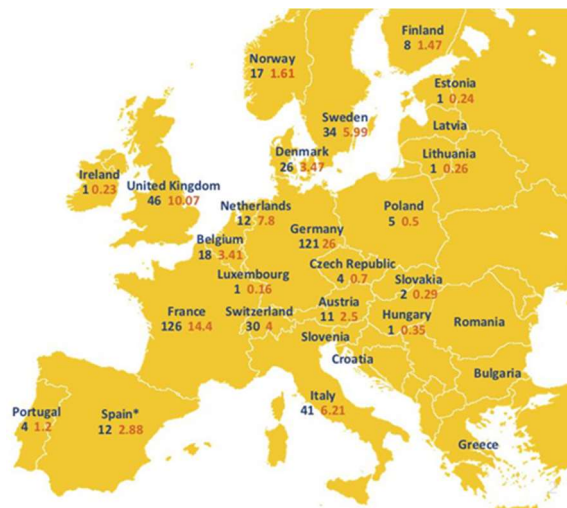 Finland
8 1.47
Norway
17 1.61
Estonia
1 0.24
Sweden
34 5.99
Latvia
Denmark
26 3.47
Lithuania
1 0.26
Ireland
1 0.23
United Kingdom
46 10.07
Netherlands
12 7.8
Poland
5 0.5
Germany
121 26
Belgium
18 3.41
Czech Republic
4 0.7
Luxembourg
1 0.16
Slovakia
2 0.29
Austria
11 2.5
France
126 14.4
Switzerland
30 4
Hungary
1 0.35
Romania
Slovenia
Croatia
Bulgaria
Italy
41 6.21
Portugal
4 1.2
Spain*
12 2.88
Greece